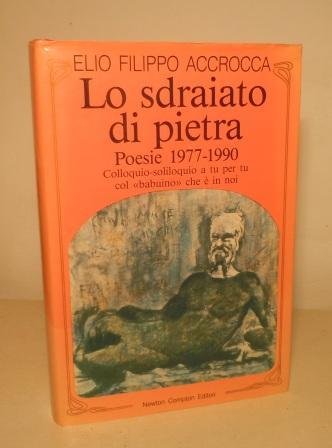 ELIO FILIPPO ACCROCCA
Lo sdraiato
di pietra
Poesie 1977-1990
Colloquio-soliloquio a tu per tu
col «babuino» che è in noi
Newton Compton Editori